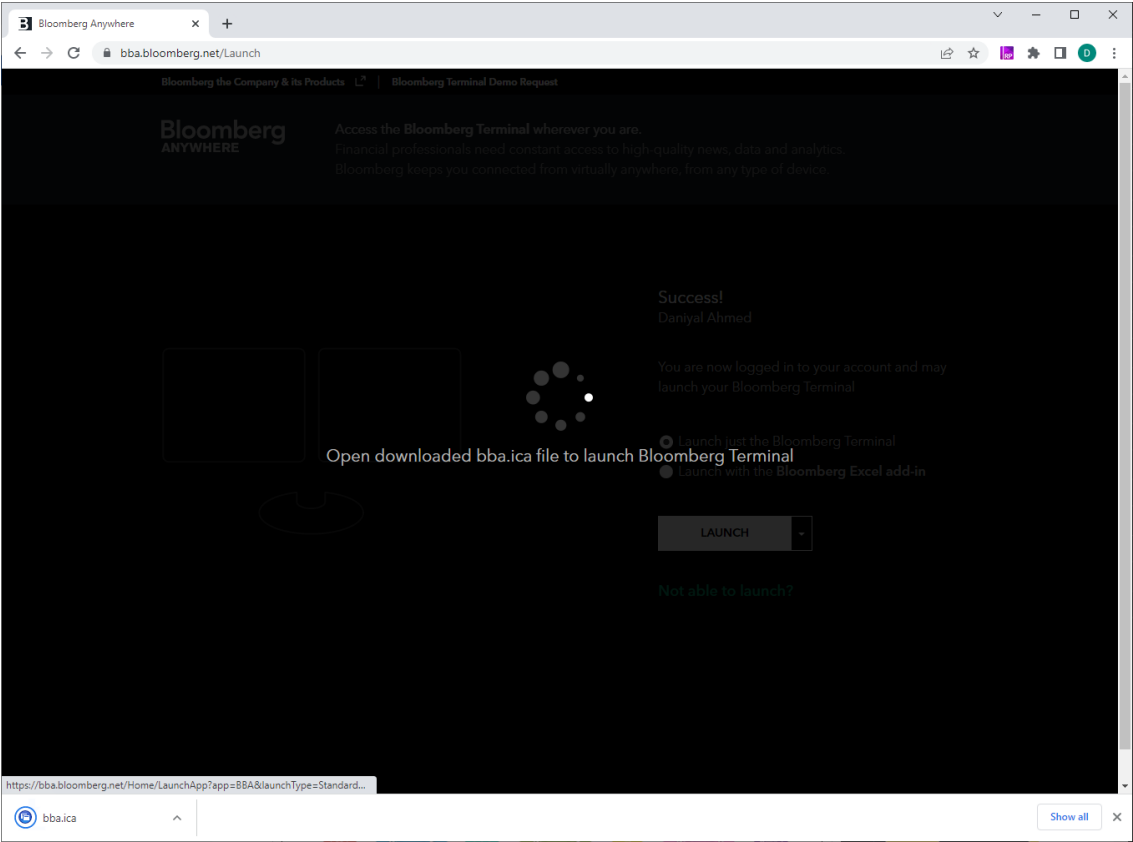 Bloomberg Anywhere
bba.bloomberg.net/Launch
RP
D
Bloomberg the Company & its Products | Bloomberg Terminal Demo Request
Bloomberg
ANYWHERE
Access the Bloomberg Terminal wherever you are.
Financial professionals need constant access to high-quality news, data and analytics.
Bloomberg keeps you connected from virtually anywhere, from any type of device.
Success!
Daniyal Ahmed
You are now logged in to your account and may
launch your Bloomberg Terminal
Launch just the Bloomberg Terminal
Open downloaded bba.ica file to launch Bloomberg Terminal
Launch with the Bloomberg Excel add-in
LAUNCH
Not able to launch?
https://bba.bloomberg.net/Home/LaunchApp?app=BBA&launchType=Standard...
bba.ica
Show all